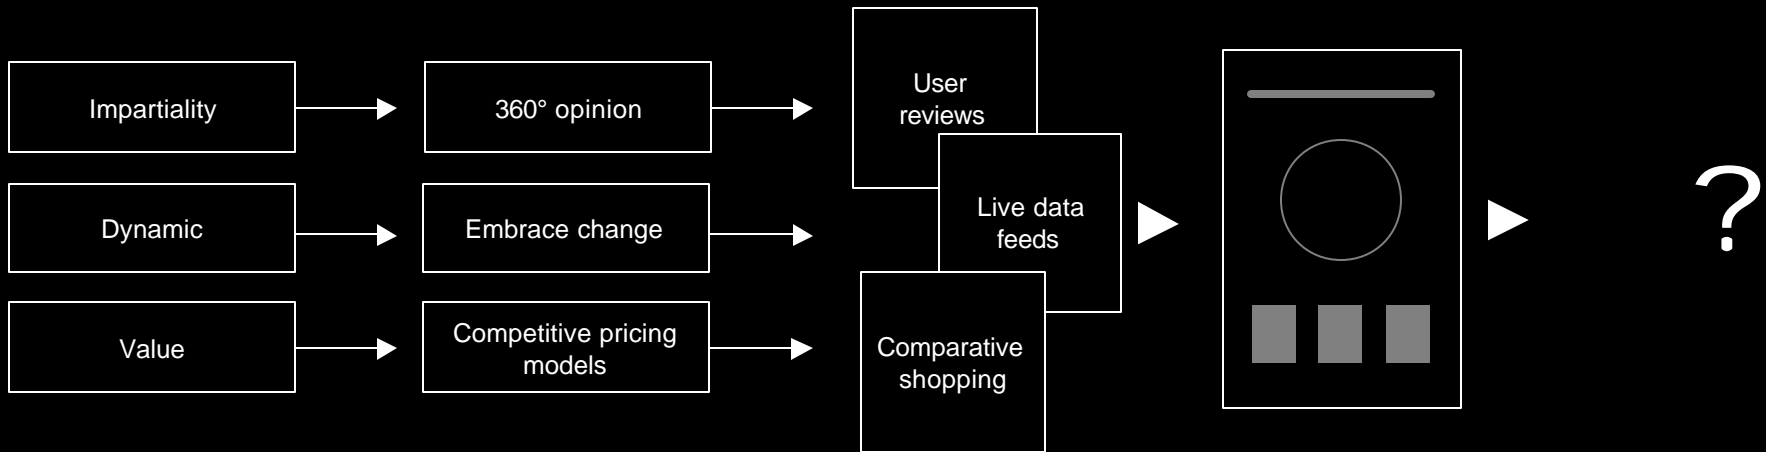 Impartiality
360° opinion
User
reviews
Dynamic
Embrace change
Live data
feeds
?
Value
Competitive pricing
models
Comparative
shopping